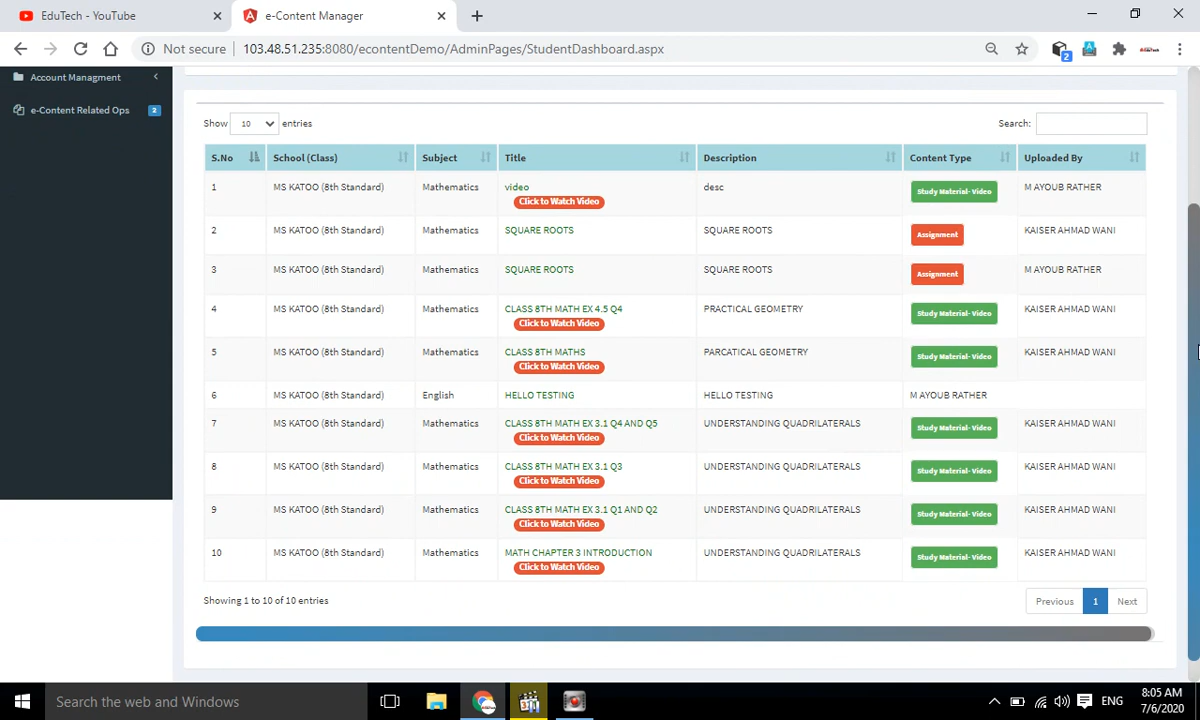 EduTech - YouTube
e-Content Manager
Not secure
103.48.51.235:8080/econtentDemo/AdminPages/StudentDashboard.aspx
2
Account Managment
e-Content Related Ops 2
Show 10 entries
Search:
S.No School (Class) Subject Title Description Content Type Uploaded By
1 MS KATOO (8th Standard) Mathematics video desc Study Material- Video M AYOUB RATHER
Click to Watch Video
2 MS KATOO (8th Standard) Mathematics SQUARE ROOTS SQUARE ROOTS Assignment KAISER AHMAD WANI
3 MS KATOO (8th Standard) Mathematics SQUARE ROOTS SQUARE ROOTS Assignment M AYOUB RATHER
4 MS KATOO (8th Standard) Mathematics CLASS 8TH MATH EX 4.5 Q4 PRACTICAL GEOMETRY Study Material- Video KAISER AHMAD WANI
Click to Watch Video
5 MS KATOO (8th Standard) Mathematics CLASS 8TH MATHS PARCATICAL GEOMETRY Study Material- Video KAISER AHMAD WANI
Click to Watch Video
6 MS KATOO (8th Standard) English HELLO TESTING HELLO TESTING M AYOUB RATHER
7 MS KATOO (8th Standard) Mathematics CLASS 8TH MATH EX 3.1 Q4 AND Q5 UNDERSTANDING QUADRILATERALS Study Material- Video KAISER AHMAD WANI
Click to Watch Video
8 MS KATOO (8th Standard) Mathematics CLASS 8TH MATH EX 3.1 Q3 UNDERSTANDING QUADRILATERALS Study Material- Video KAISER AHMAD WANI
Click to Watch Video
9 MS KATOO (8th Standard) Mathematics CLASS 8TH MATH EX 3.1 Q1 AND Q2 UNDERSTANDING QUADRILATERALS Study Material- Video KAISER AHMAD WANI
Click to Watch Video
10 MS KATOO (8th Standard) Mathematics MATH CHAPTER 3 INTRODUCTION UNDERSTANDING QUADRILATERALS Study Material- Video KAISER AHMAD WANI
Click to Watch Video
Showing 1 to 10 of 10 entries
Previous 1 Next
Search the web and Windows
ENG
8:05 AM
7/6/2020